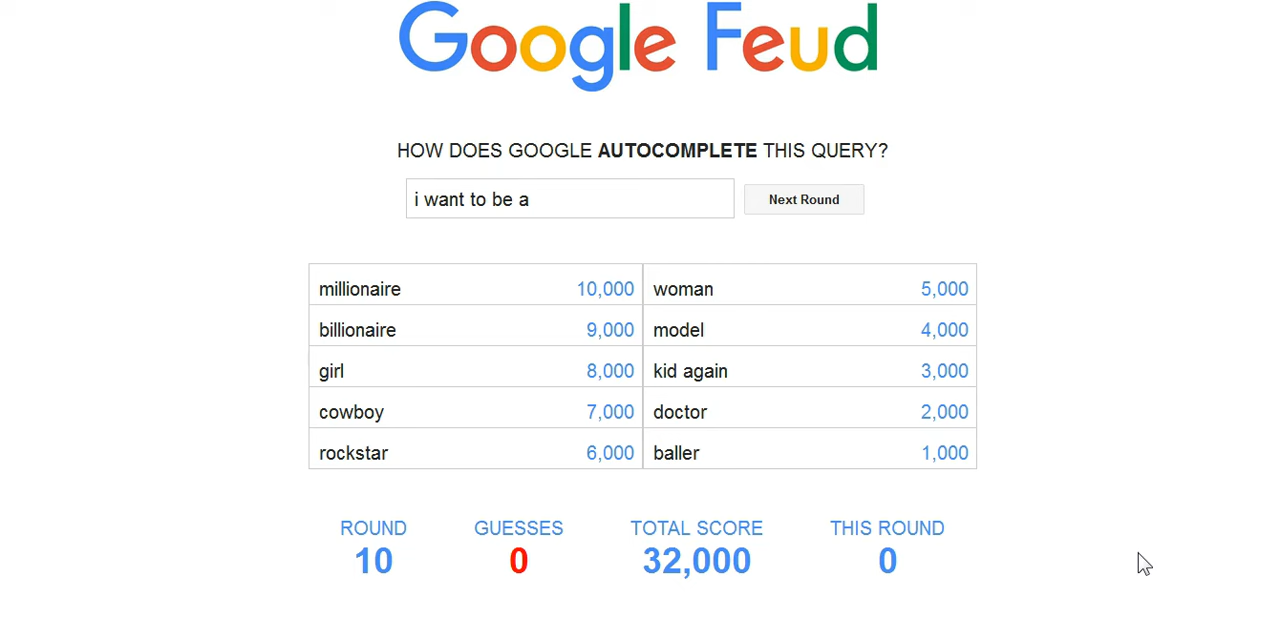 Google Feud
HOW DOES GOOGLE AUTOCOMPLETE THIS QUERY?
i want to be a Next Round
millionaire 10,000 woman 5,000
billionaire 9,000 model 4,000
girl 8,000 kid again 3,000
cowboy 7,000 doctor 2,000
rockstar 6,000 baller 1,000
ROUND GUESSES TOTAL SCORE THIS ROUND
10 0 32,000 0